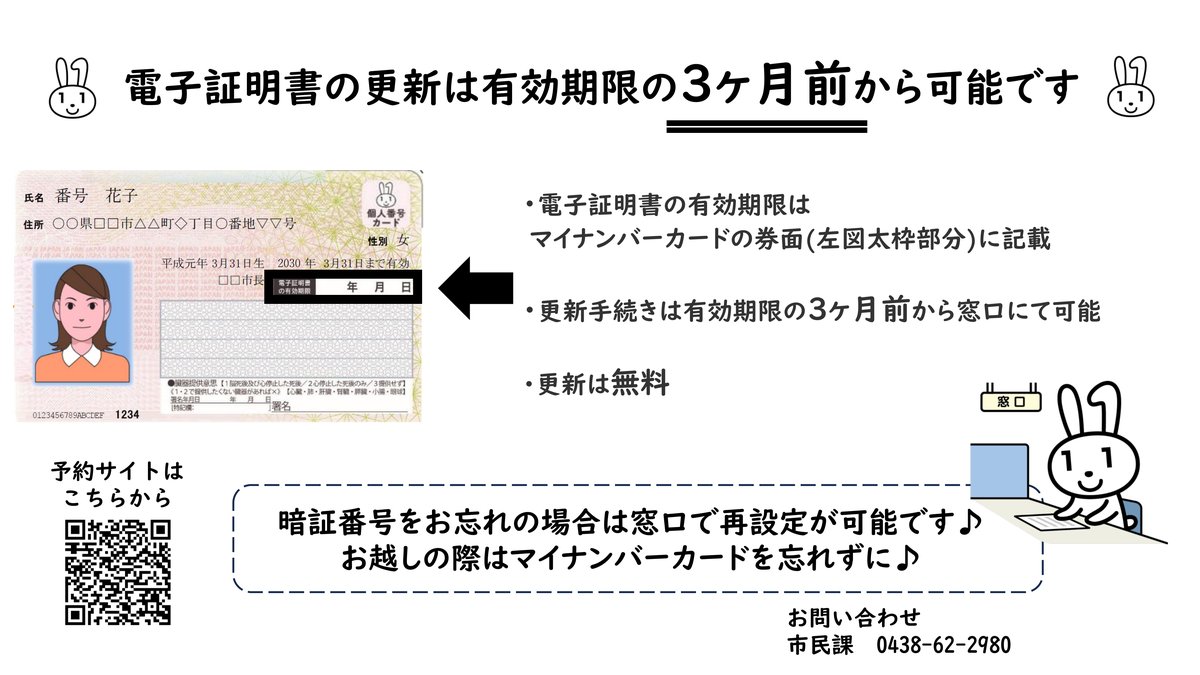 電子証明書の更新は有効期限の3ヶ月前から可能です
氏名 番号 花子
住所 〇〇県□□市△△町◇丁目〇番地▽▽号
個人番号
カード
性別 女
平成元年 3月31日生 2030年 3月31日まで有効
□□市長
電子証明書
の有効期限
年 月 日
●臓器提供意思【1脳死後及び心停止した死後/2心停止した死後のみ/3提供せず】
《1・2で提供したくない臓器があれば×》【心臓・肺・肝臓・腎臓・膵臓・小腸・眼球】
署名年月日 年 月 日
[特記欄: ]署名
0123456789ABCDEF 1234
・電子証明書の有効期限は
マイナンバーカードの券面(左図太枠部分)に記載
・更新手続きは有効期限の3ヶ月前から窓口にて可能
・更新は無料
窓口
予約サイトは
こちらから
暗証番号をお忘れの場合は窓口で再設定が可能です♪
お越しの際はマイナンバーカードを忘れずに♪
お問い合わせ
市民課 0438-62-2980